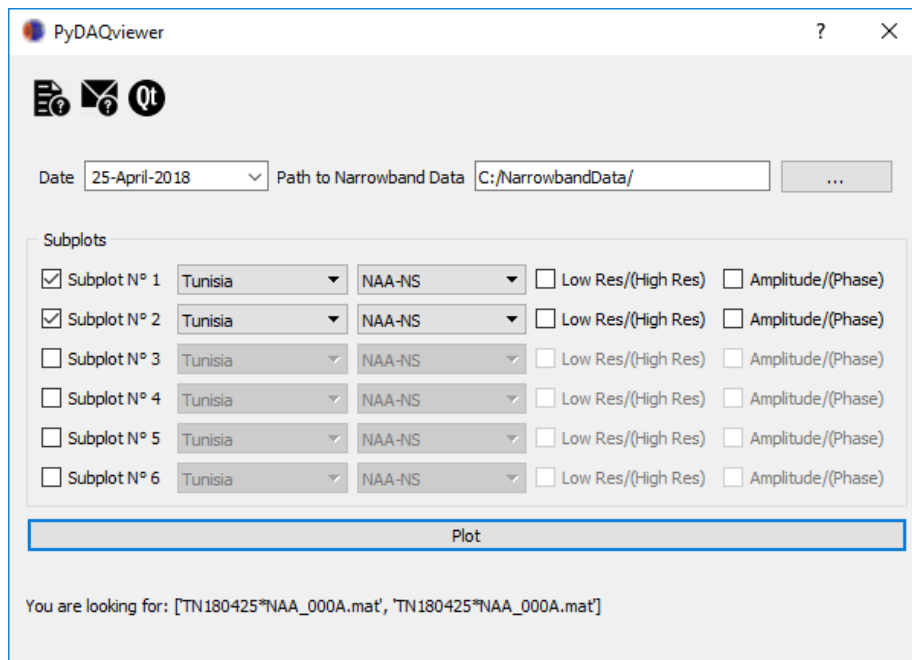 PyDAQviewer ?
Qt
Date 25-April-2018 Path to Narrowband Data C:/NarrowbandData/ ...
Subplots
Subplot N° 1 Tunisia NAA-NS Low Res/(High Res) Amplitude/(Phase)
Subplot N° 2 Tunisia NAA-NS Low Res/(High Res) Amplitude/(Phase)
Subplot N° 3 Tunisia NAA-NS Low Res/(High Res) Amplitude/(Phase)
Subplot N° 4 Tunisia NAA-NS Low Res/(High Res) Amplitude/(Phase)
Subplot N° 5 Tunisia NAA-NS Low Res/(High Res) Amplitude/(Phase)
Subplot N° 6 Tunisia NAA-NS Low Res/(High Res) Amplitude/(Phase)
Plot
You are looking for: ['TN180425*NAA_000A.mat', 'TN180425*NAA_000A.mat']